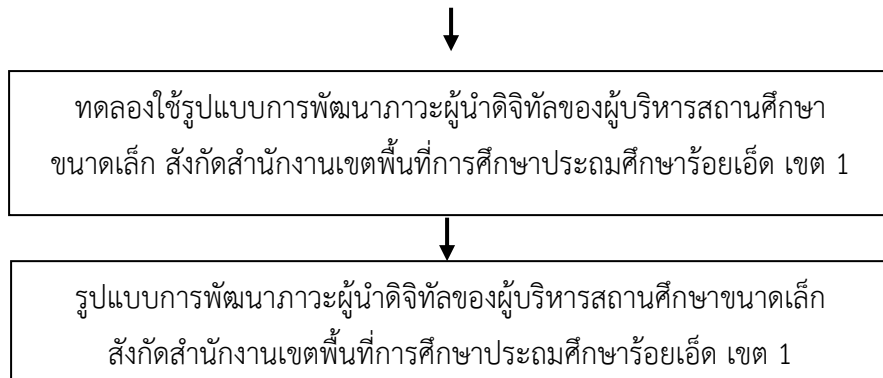 ทดลองใช้รูปแบบการพัฒนาภาวะผู้นำดิจิทัลของผู้บริหารสถานศึกษา
ขนาดเล็ก สังกัดสำนักงานเขตพื้นที่การศึกษาประถมศึกษาร้อยเอ็ด เขต 1
รูปแบบการพัฒนาภาวะผู้นำดิจิทัลของผู้บริหารสถานศึกษาขนาดเล็ก
สังกัดสำนักงานเขตพื้นที่การศึกษาประถมศึกษาร้อยเอ็ด เขต 1